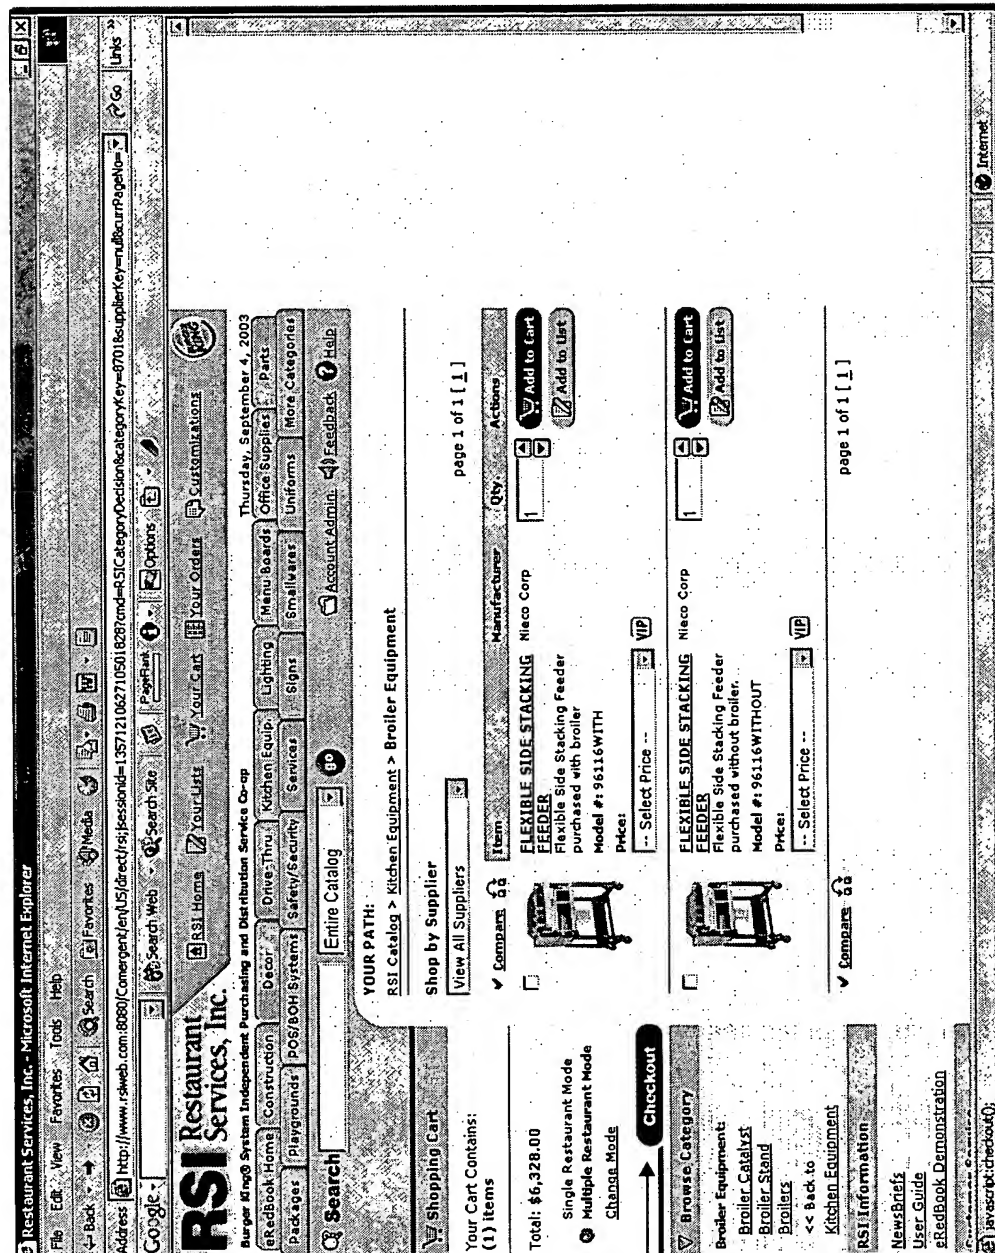 Restaurant Services, Inc. - Microsoft Internet Explorer
File Edit View Favorites Tools Help
Back Search Favorites Media
Address http://www.rsiweb.com:8080/Comergent/en/US/direct/rsi;jsessionid=1357121062710501828?cmd=RSICategoryDecision&categoryKey=8701&supplierKey=null&currPageNo= Go Links »
Google Search Web Search Site PageRank Options
RSI Restaurant Services, Inc.
RSI Home Your Lists Your Cart Your Orders Customizations
Burger King® System Independent Purchasing and Distribution Service Co-op Thursday, September 4, 2003
eRedBook Home Construction Decor Drive-Thru Kitchen Equip. Lighting Menu Boards Office Supplies Parts
Packages Playgrounds POS/BOH Systems Safety/Security Services Signs Smallwares Uniforms More Categories
Search Entire Catalog go Account Admin Feedback Help
Shopping Cart
Your Cart Contains:
(1) items
Total: $6,328.00
Single Restaurant Mode
Multiple Restaurant Mode
Change Mode
Checkout
Browse Category
Broiler Equipment:
Broiler Catalyst
Broiler Stand
Broilers
<< Back to
Kitchen Equipment
RSI Information
NewsBriefs
User Guide
eRedBook Demonstration
YOUR PATH:
RSI Catalog > Kitchen Equipment > Broiler Equipment
Shop by Supplier
View All Suppliers
page 1 of 1 [ 1 ]
Compare Item Manufacturer Qty. Actions
FLEXIBLE SIDE STACKING FEEDER Nieco Corp 1 Add to Cart
Flexible Side Stacking Feeder purchased with broiler Add to List
Model #: 96116WITH
Price:
-- Select Price -- VIP
FLEXIBLE SIDE STACKING FEEDER Nieco Corp 1 Add to Cart
Flexible Side Stacking Feeder purchased without broiler. Add to List
Model #: 96116WITHOUT
Price:
-- Select Price -- VIP
Compare
page 1 of 1 [ 1 ]
javascript:checkout(); Internet